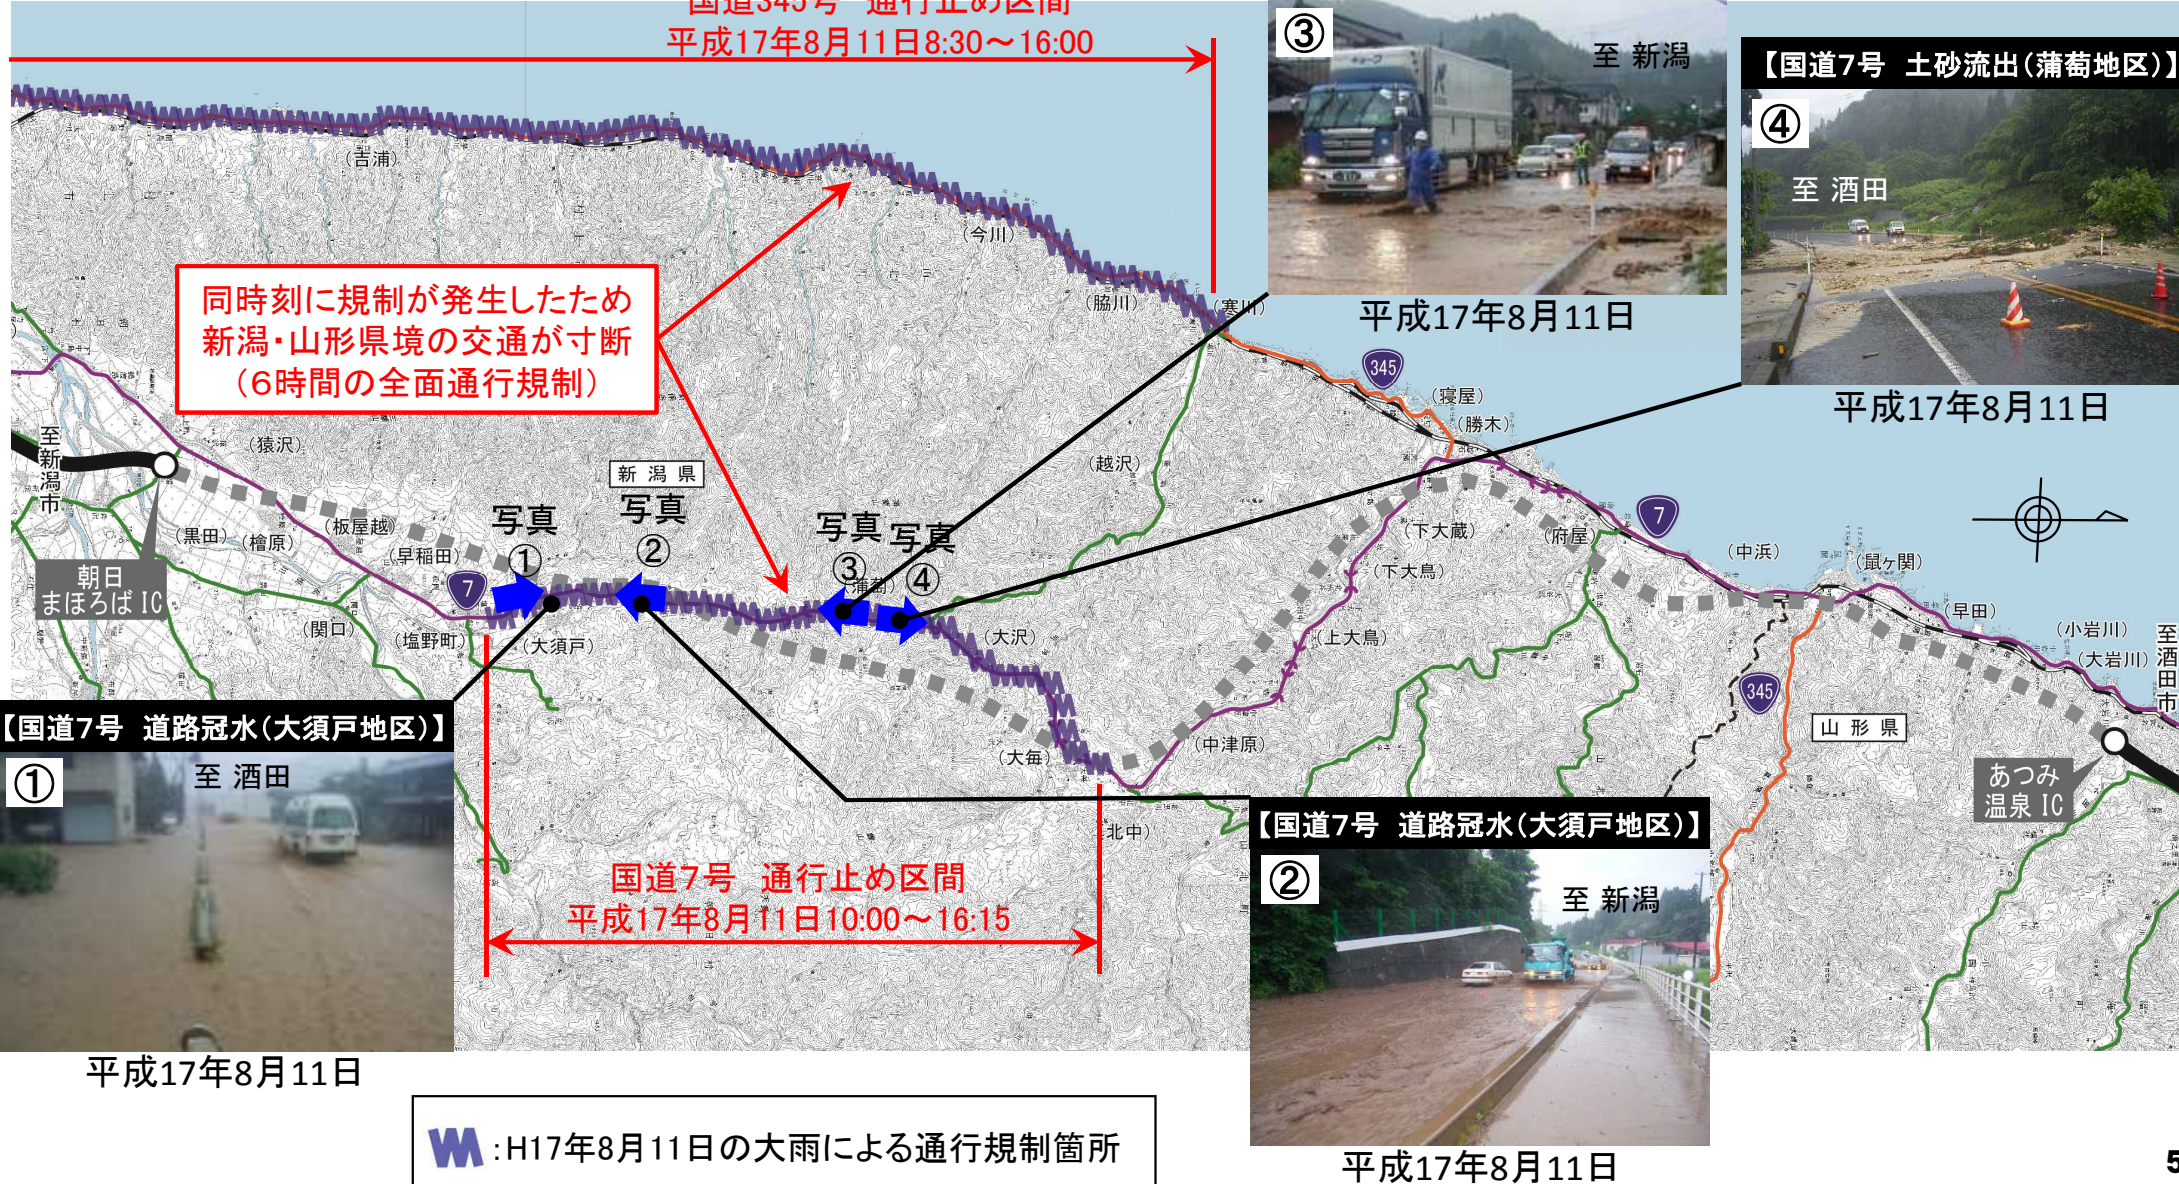 国道345号 通行止め区間
平成17年8月11日8:30～16:00
③
至 新潟
平成17年8月11日
【国道7号 土砂流出(蒲萄地区)】
④
至 酒田
平成17年8月11日
(吉浦)
(今川)
(脇川)
(寒川)
同時刻に規制が発生したため
新潟・山形県境の交通が寸断
(6時間の全面通行規制)
345
(寝屋)
(勝木)
至新潟市
(猿沢)
新潟県
(越沢)
(黒田)
(檜原)
(板屋越)
(早稲田)
写真
①
写真
②
写真
③
写真
④
(蒲萄)
朝日
まほろば IC
7
(関口)
(塩野町)
(大須戸)
(大沢)
(大毎)
(北中)
(中津原)
(上大鳥)
(下大鳥)
(下大蔵)
(府屋)
7
(中浜)
(鼠ヶ関)
(早田)
(小岩川)
(大岩川)
至酒田市
345
山形県
あつみ
温泉 IC
【国道7号 道路冠水(大須戸地区)】
①
至 酒田
平成17年8月11日
国道7号 通行止め区間
平成17年8月11日10:00～16:15
【国道7号 道路冠水(大須戸地区)】
②
至 新潟
平成17年8月11日
:H17年8月11日の大雨による通行規制箇所
5